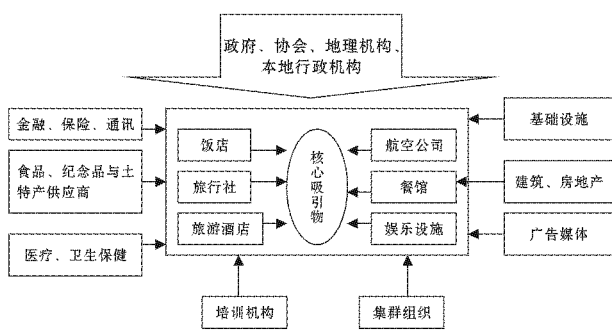 政府、协会、地理机构、
本地行政机构
金融、保险、通讯
食品、纪念品与土
特产供应商
医疗、卫生保健
饭店
旅行社
旅游酒店
核心吸引物
航空公司
餐馆
娱乐设施
基础设施
建筑、房地产
广告媒体
培训机构
集群组织